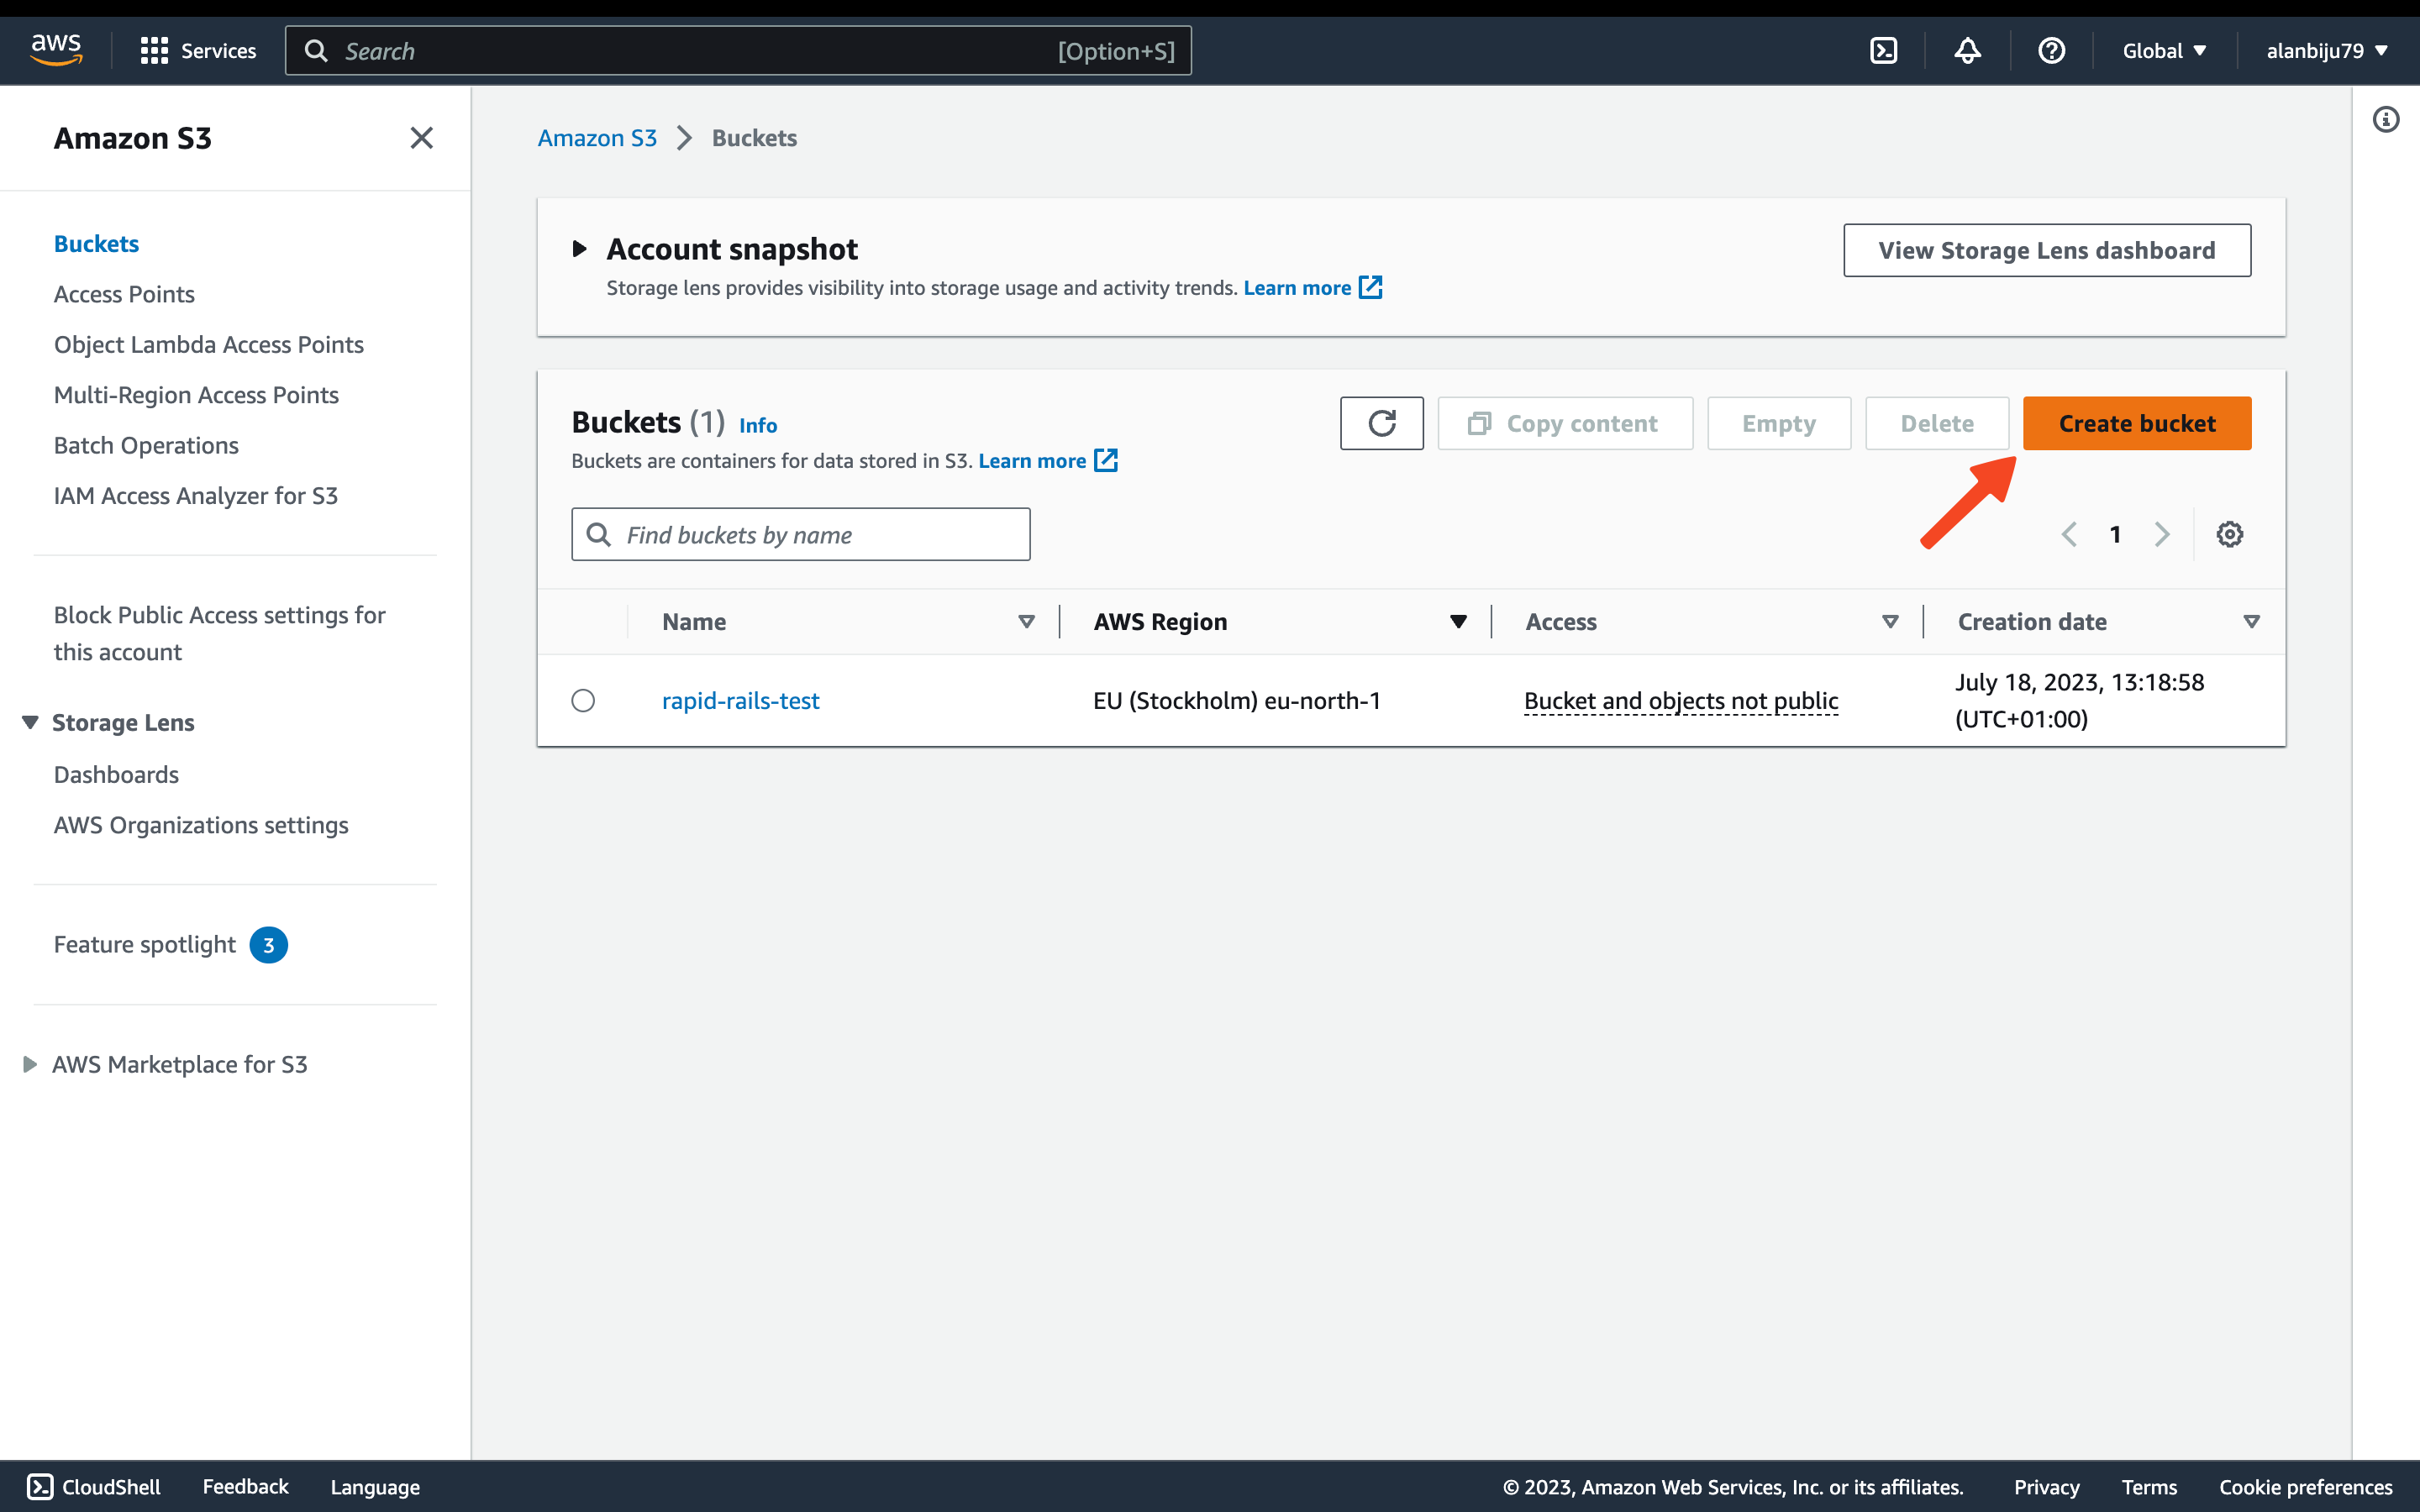 aws
Services
Search
[Option+S]
Global
alanbiju79
Amazon S3
Buckets
Access Points
Object Lambda Access Points
Multi-Region Access Points
Batch Operations
IAM Access Analyzer for S3
Block Public Access settings for
this account
Storage Lens
Dashboards
AWS Organizations settings
Feature spotlight 3
AWS Marketplace for S3
Amazon S3 Buckets
Account snapshot
Storage lens provides visibility into storage usage and activity trends. Learn more
View Storage Lens dashboard
Buckets (1) Info
Buckets are containers for data stored in S3. Learn more
Copy content
Empty
Delete
Create bucket
Find buckets by name
1
Name AWS Region Access Creation date
rapid-rails-test EU (Stockholm) eu-north-1 Bucket and objects not public July 18, 2023, 13:18:58
(UTC+01:00)
CloudShell Feedback Language © 2023, Amazon Web Services, Inc. or its affiliates. Privacy Terms Cookie preferences